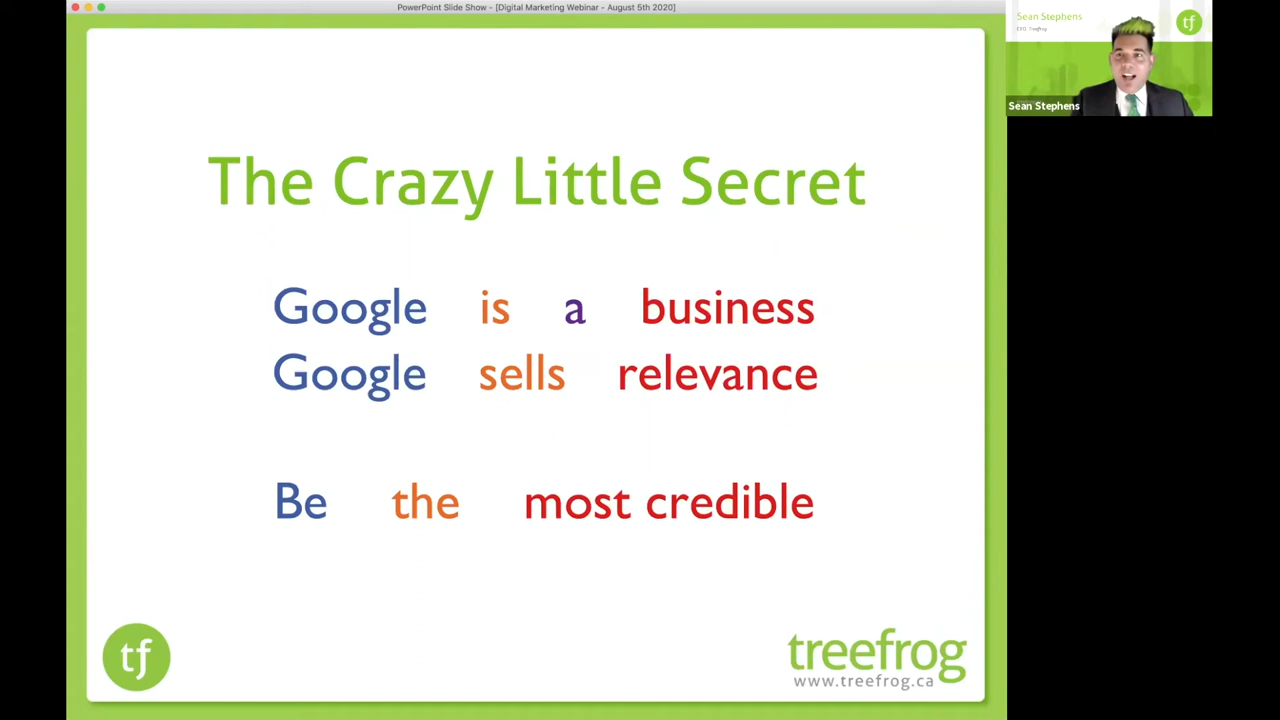 PowerPoint Slide Show - [Digital Marketing Webinar - August 5th 2020]
Sean Stephens
CEO Treefrog
tf
Sean Stephens
The Crazy Little Secret
Google is a business
Google sells relevance
Be the most credible
tf
treefrog
www.treefrog.ca